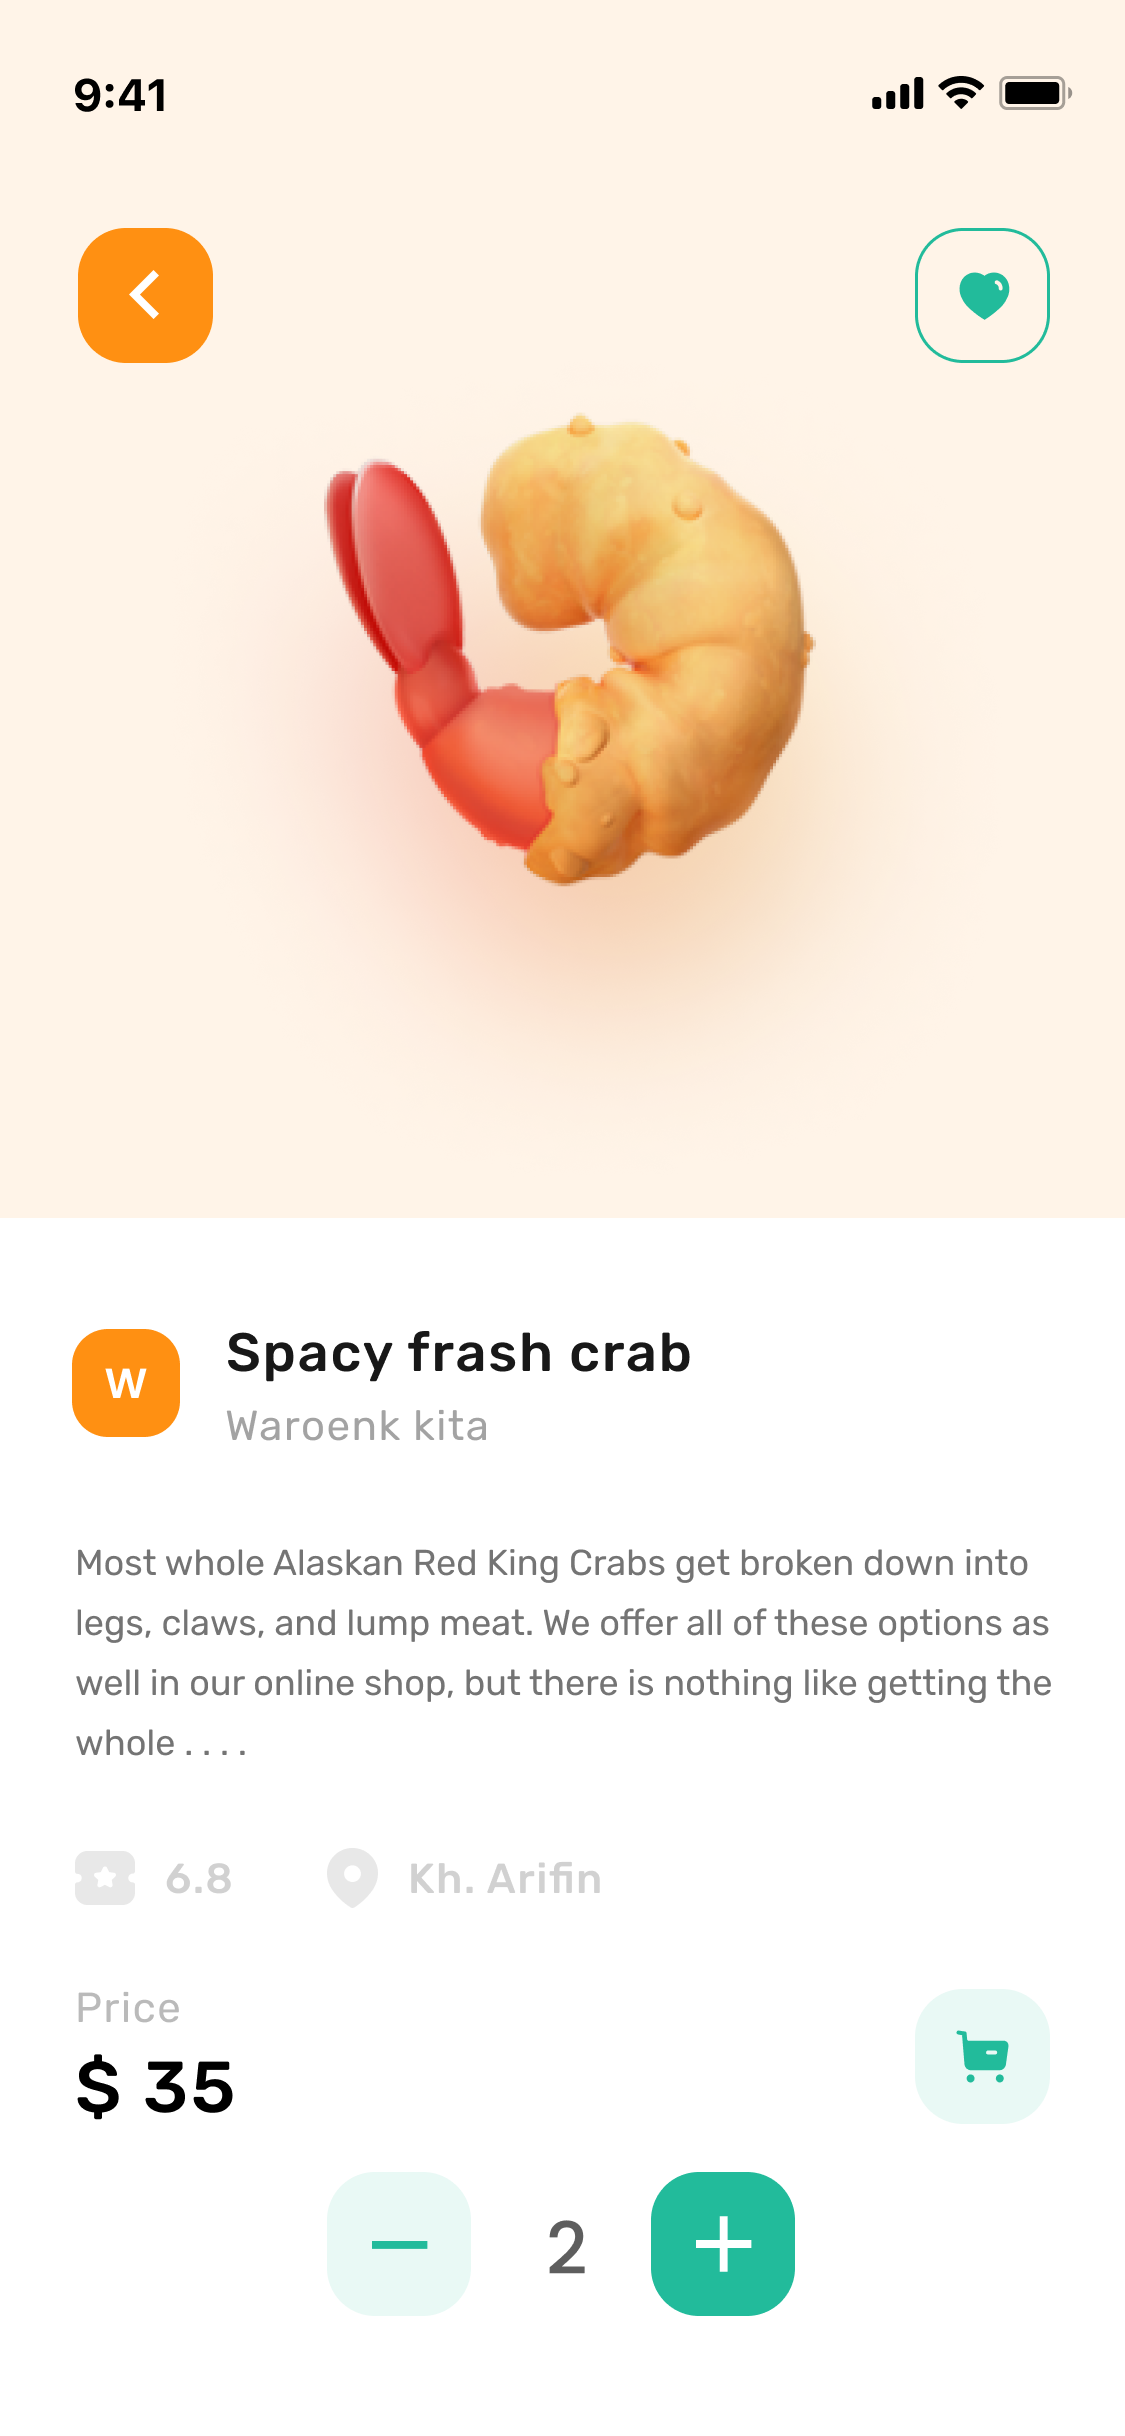 9:41
W
Spacy frash crab
Waroenk kita
Most whole Alaskan Red King Crabs get broken down into
legs, claws, and lump meat. We offer all of these options as
well in our online shop, but there is nothing like getting the
whole . . . .
6.8
Kh. Arifin
Price
$ 35
2